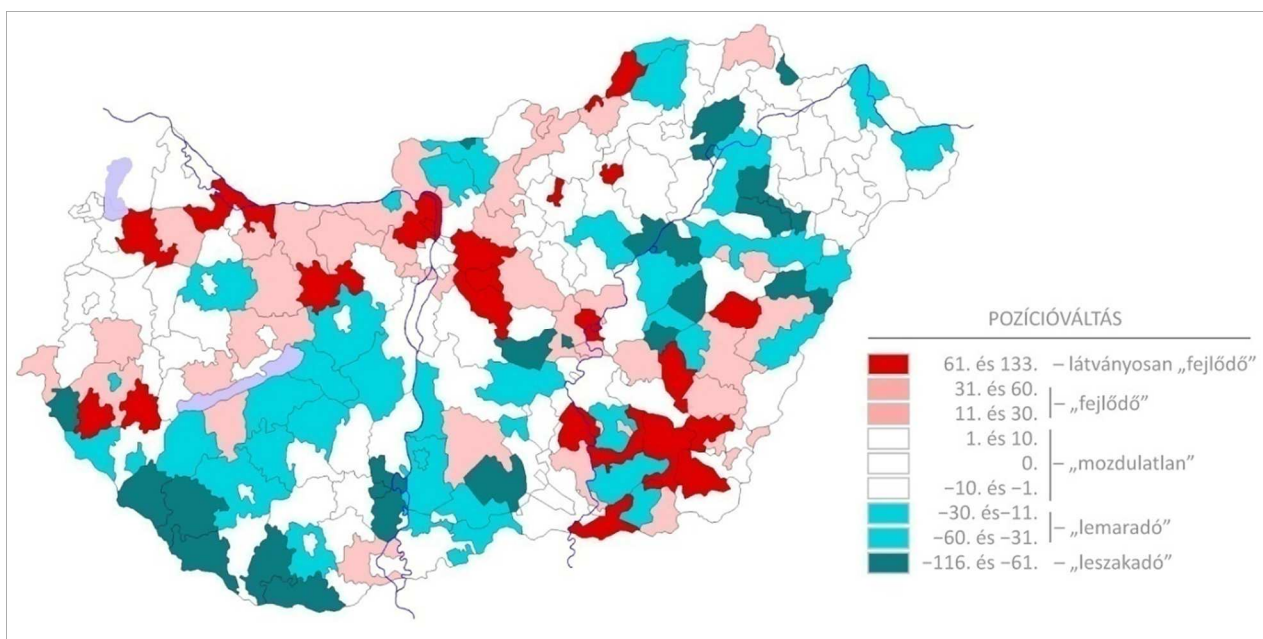 POZÍCIÓVÁLTÁS
61. és 133. – látványosan „fejlődő”
31. és 60.
– „fejlődő”
11. és 30.
1. és 10.
0. – „mozdulatlan”
−10. és −1.
−30. és−11.
– „lemaradó”
−60. és −31.
−116. és −61. – „leszakadó”